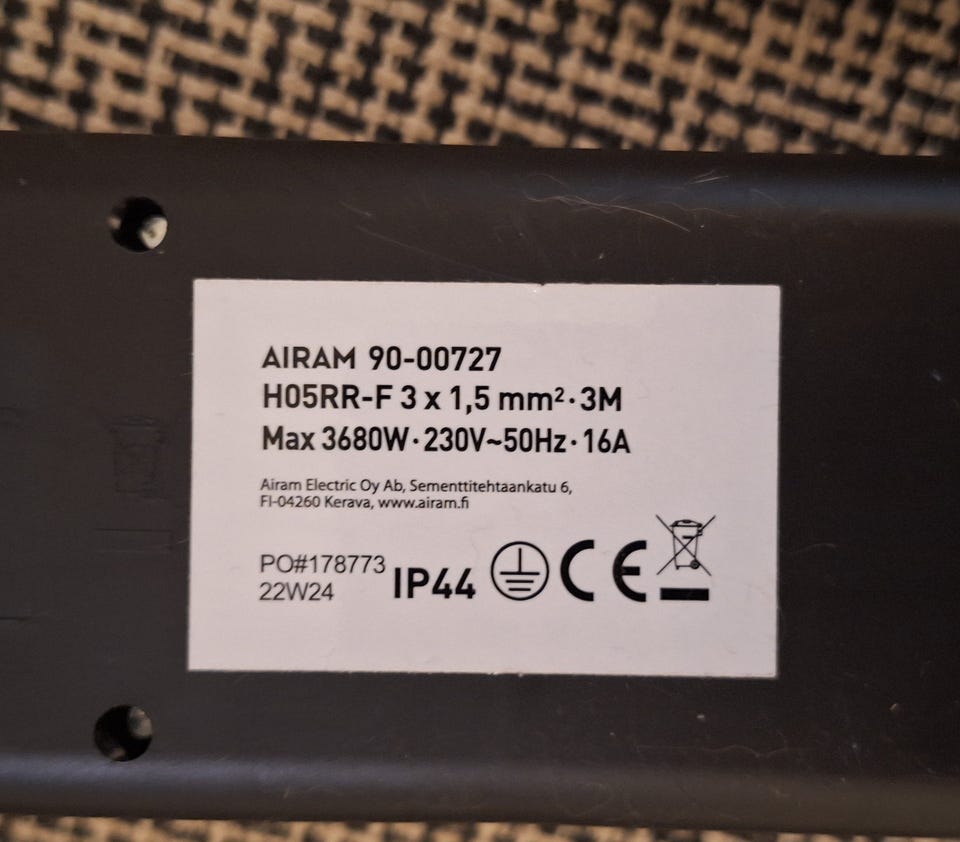 AIRAM 90-00727
H05RR-F 3 x 1,5 mm²·3M
Max 3680W·230V~50Hz·16A
Airam Electric Oy Ab, Sementtitehtaankatu 6,
FI-04260 Kerava, www.airam.fi
PO#178773
22W24
IP44 CE